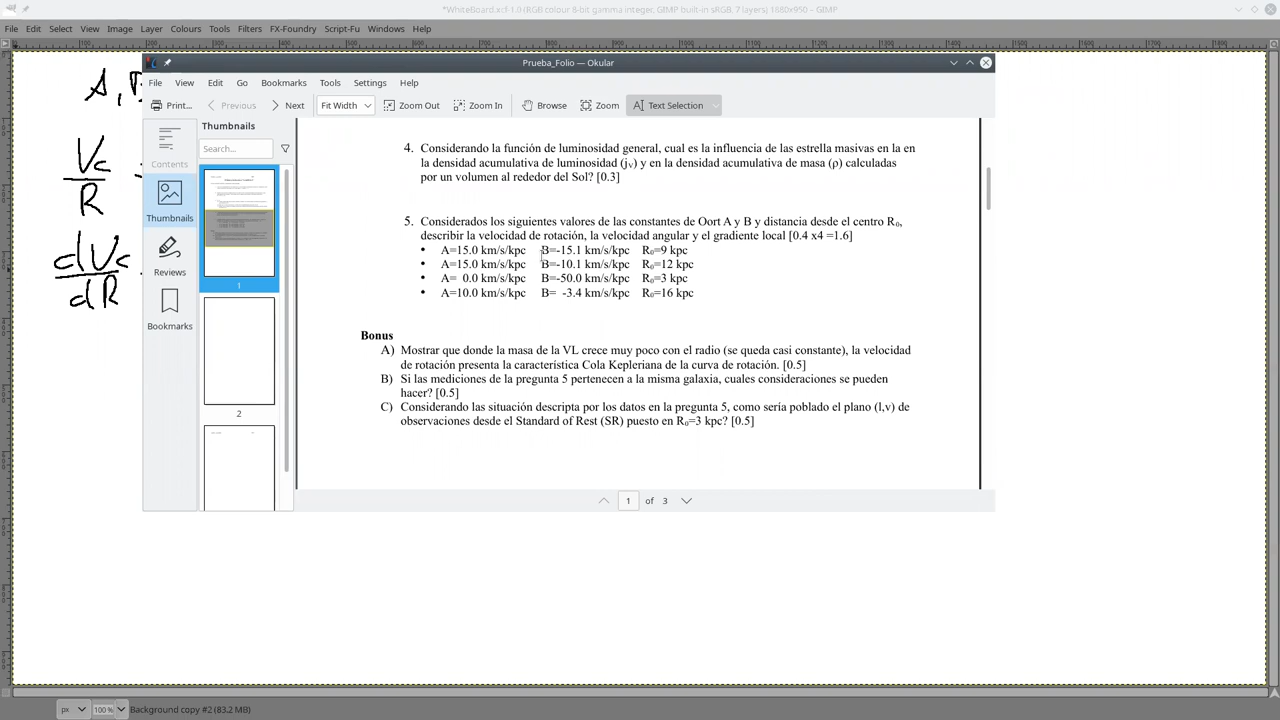 *WhiteBoard.xcf-1.0 (RGB colour 8-bit gamma integer, GIMP built-in sRGB, 7 layers) 1880x950 – GIMP
File Edit Select View Image Layer Colours Tools Filters FX-Foundry Script-Fu Windows Help
A,
Vc
R
dVc
dR
Prueba_Folio — Okular
File View Edit Go Bookmarks Tools Settings Help
Print... Previous Next Fit Width Zoom Out Zoom In Browse Zoom Text Selection
Contents
Thumbnails
Reviews
Bookmarks
Thumbnails
Search...
1
2
4. Considerando la función de luminosidad general, cual es la influencia de las estrella masivas en la en
la densidad acumulativa de luminosidad (jᵥ) y en la densidad acumulativa de masa (ρ) calculadas
por un volumen al rededor del Sol? [0.3]
5. Considerados los siguientes valores de las constantes de Oort A y B y distancia desde el centro R₀,
describir la velocidad de rotación, la velocidad angular y el gradiente local [0.4 x4 =1.6]
• A=15.0 km/s/kpc B=-15.1 km/s/kpc R₀=9 kpc
• A=15.0 km/s/kpc B=-10.1 km/s/kpc R₀=12 kpc
• A= 0.0 km/s/kpc B=-50.0 km/s/kpc R₀=3 kpc
• A=10.0 km/s/kpc B= -3.4 km/s/kpc R₀=16 kpc
Bonus
A) Mostrar que donde la masa de la VL crece muy poco con el radio (se queda casi constante), la velocidad
de rotación presenta la característica Cola Kepleriana de la curva de rotación. [0.5]
B) Si las mediciones de la pregunta 5 pertenecen a la misma galaxia, cuales consideraciones se pueden
hacer? [0.5]
C) Considerando las situación descripta por los datos en la pregunta 5, como sería poblado el plano (l,v) de
observaciones desde el Standard of Rest (SR) puesto en R₀=3 kpc? [0.5]
1 of 3
px 100 % Background copy #2 (83.2 MB)